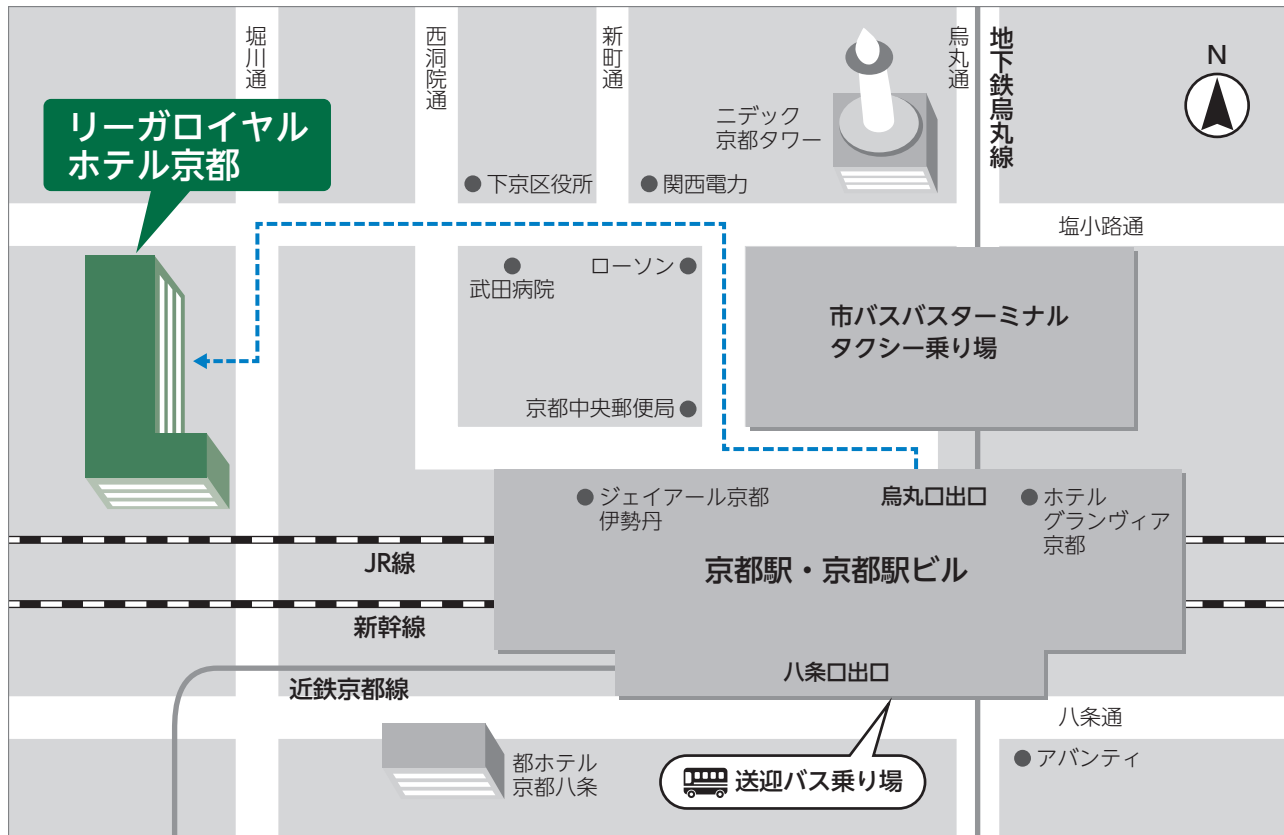 堀川通
西洞院通
新町通
烏丸通
地下鉄烏丸線
N
リーガロイヤル
ホテル京都
ニデック
京都タワー
下京区役所
関西電力
塩小路通
武田病院
ローソン
市バスバスターミナル
タクシー乗り場
京都中央郵便局
ジェイアール京都
伊勢丹
烏丸口出口
ホテル
グランヴィア
京都
JR線
京都駅・京都駅ビル
新幹線
八条口出口
近鉄京都線
八条通
都ホテル
京都八条
送迎バス乗り場
アバンティ